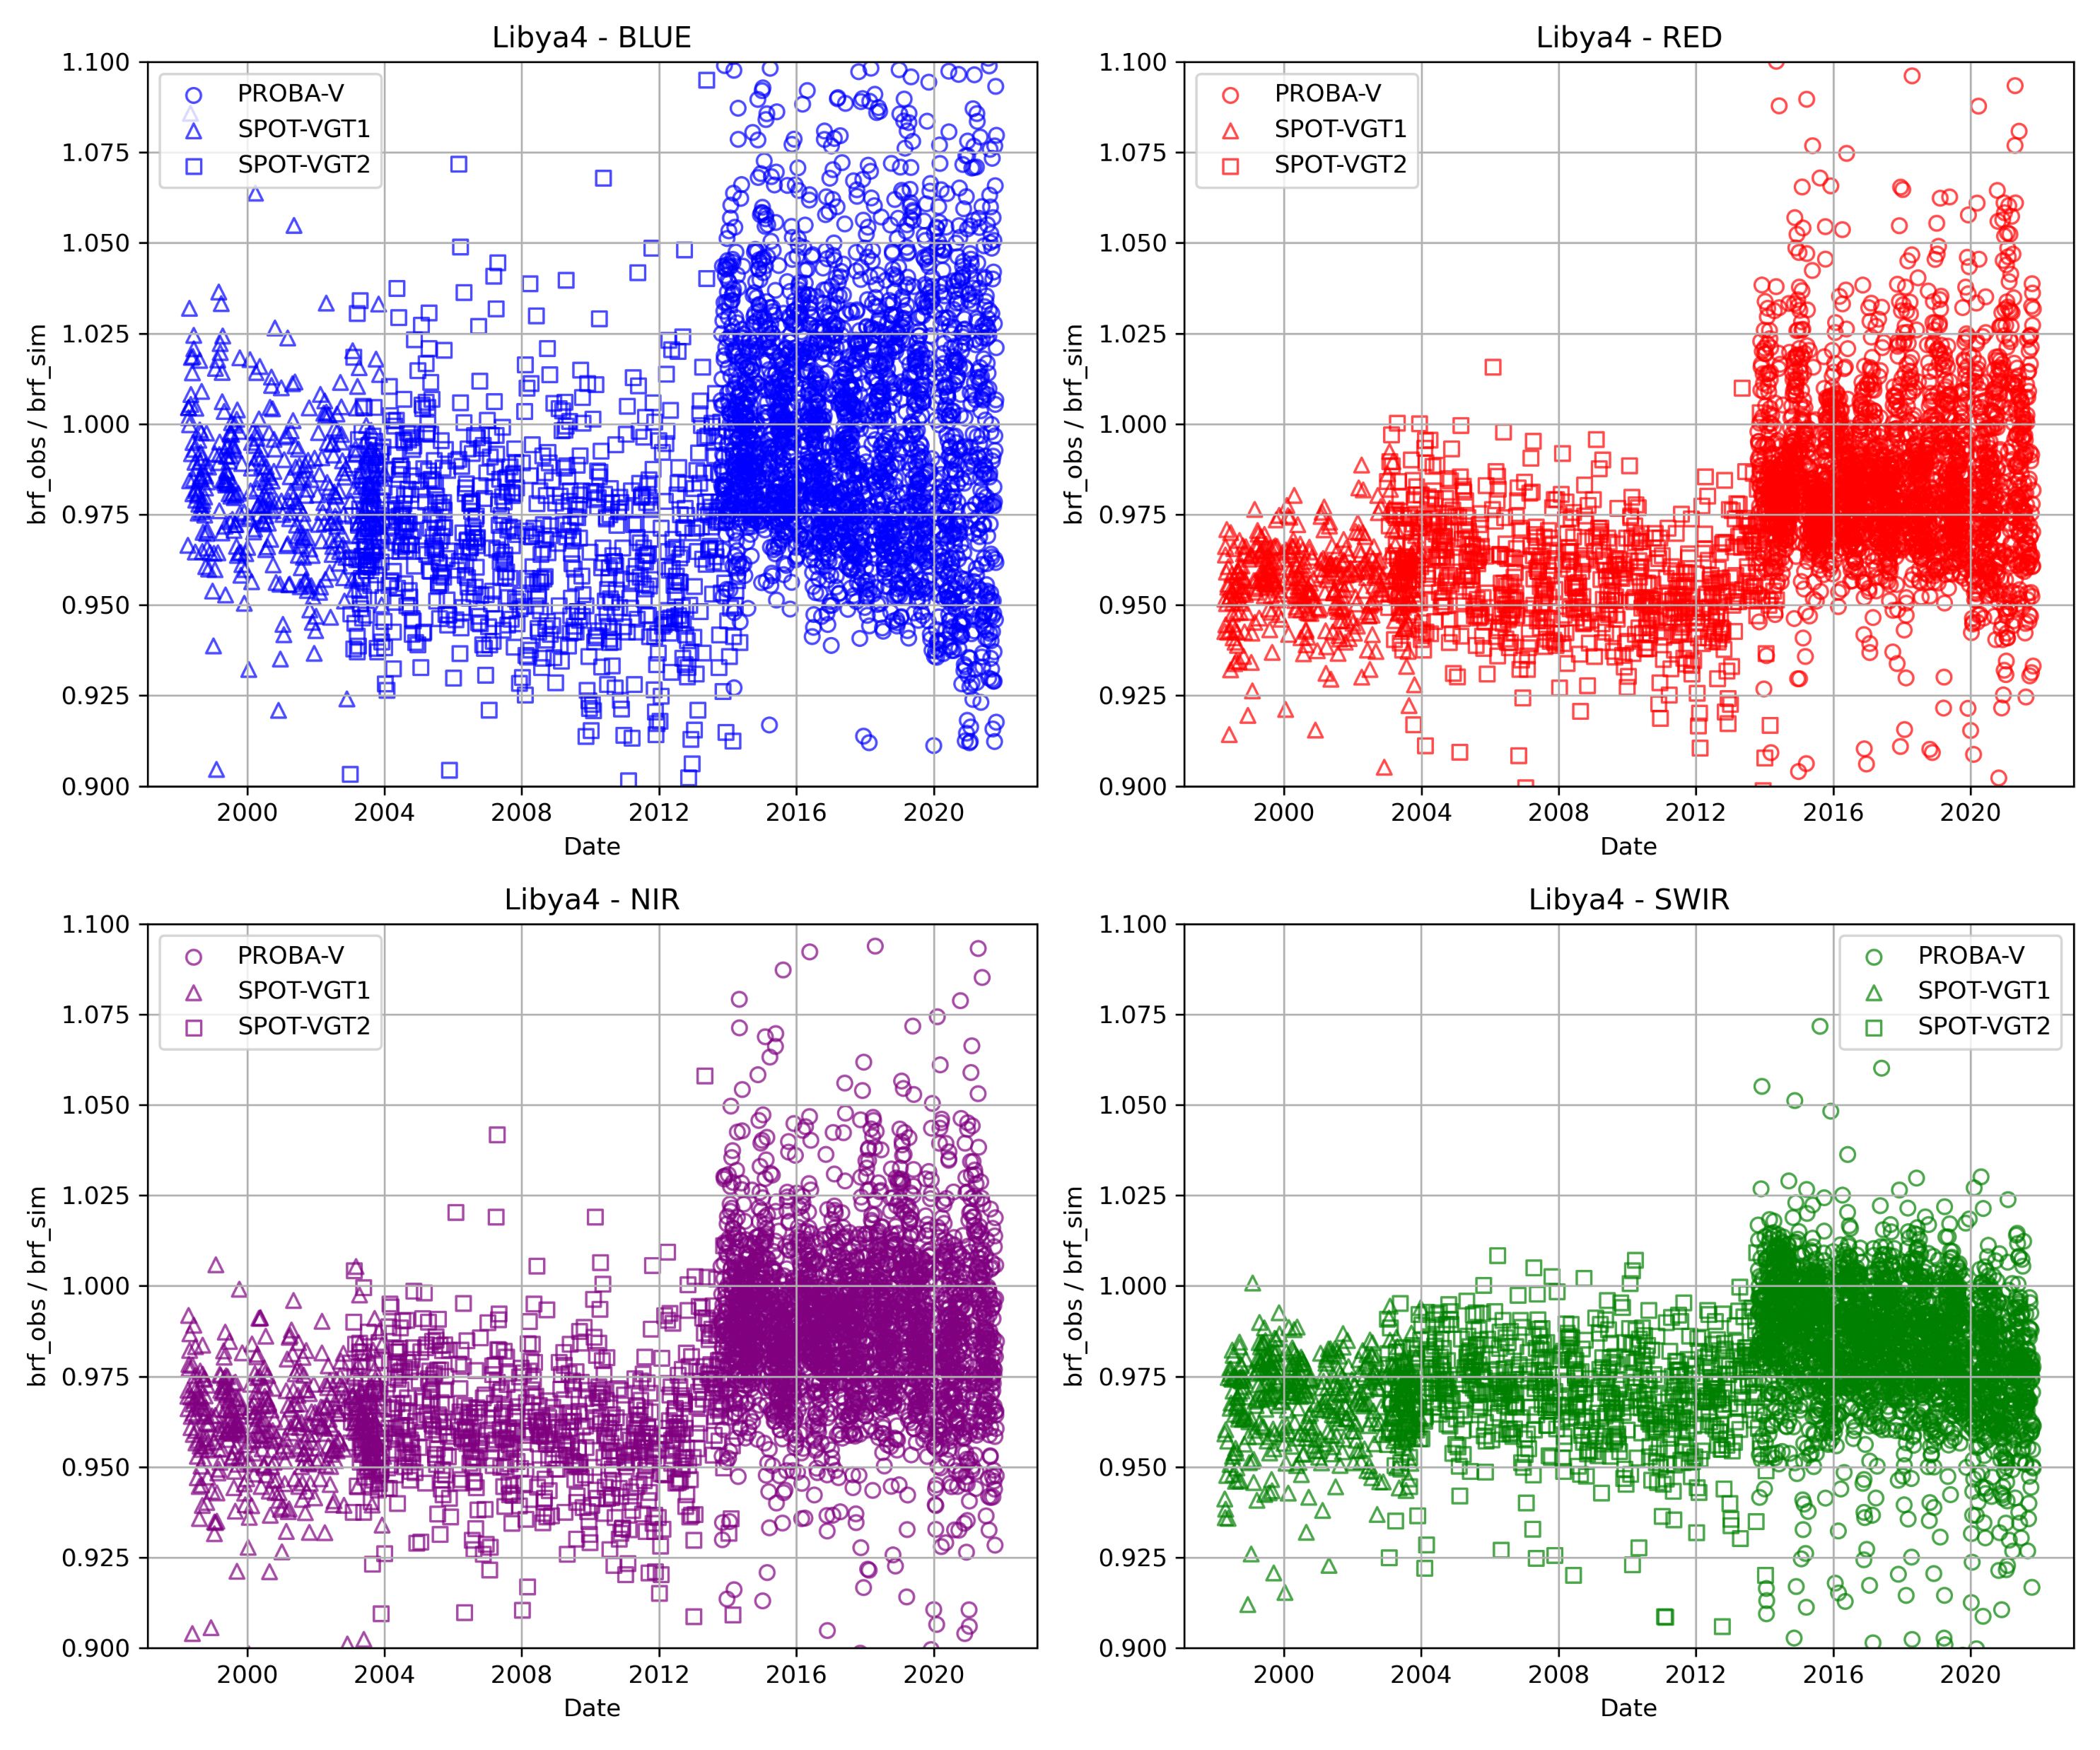 Libya4 - BLUE
1.100
1.075
1.050
1.025
1.000
0.975
0.950
0.925
0.900
brf_obs / brf_sim
PROBA-V
SPOT-VGT1
SPOT-VGT2
2000 2004 2008 2012 2016 2020
Date
Libya4 - RED
1.100
1.075
1.050
1.025
1.000
0.975
0.950
0.925
0.900
brf_obs / brf_sim
PROBA-V
SPOT-VGT1
SPOT-VGT2
2000 2004 2008 2012 2016 2020
Date
Libya4 - NIR
1.100
1.075
1.050
1.025
1.000
0.975
0.950
0.925
0.900
brf_obs / brf_sim
PROBA-V
SPOT-VGT1
SPOT-VGT2
2000 2004 2008 2012 2016 2020
Date
Libya4 - SWIR
1.100
1.075
1.050
1.025
1.000
0.975
0.950
0.925
0.900
brf_obs / brf_sim
PROBA-V
SPOT-VGT1
SPOT-VGT2
2000 2004 2008 2012 2016 2020
Date